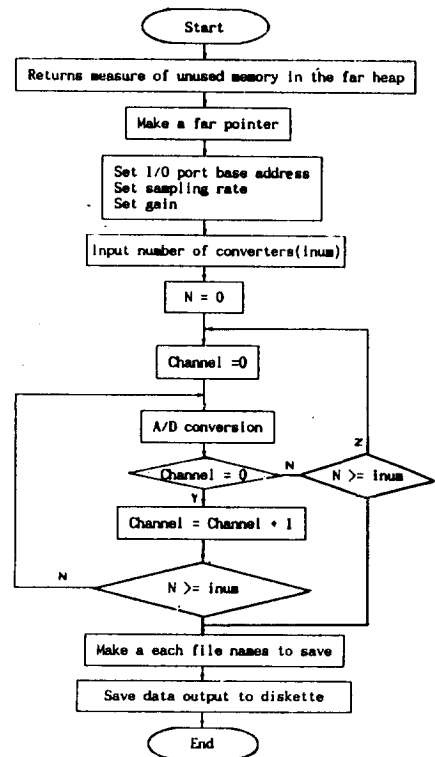 Start
Returns measure of unused memory in the far heap
Make a far pointer
Set I/O port base address
Set sampling rate
Set gain
Input number of converters(inum)
N = 0
Channel =0
A/D conversion
Channel = 0
N
N >= inum
N
Y
Channel = Channel + 1
N
N >= inum
Make a each file names to save
Save data output to diskette
End